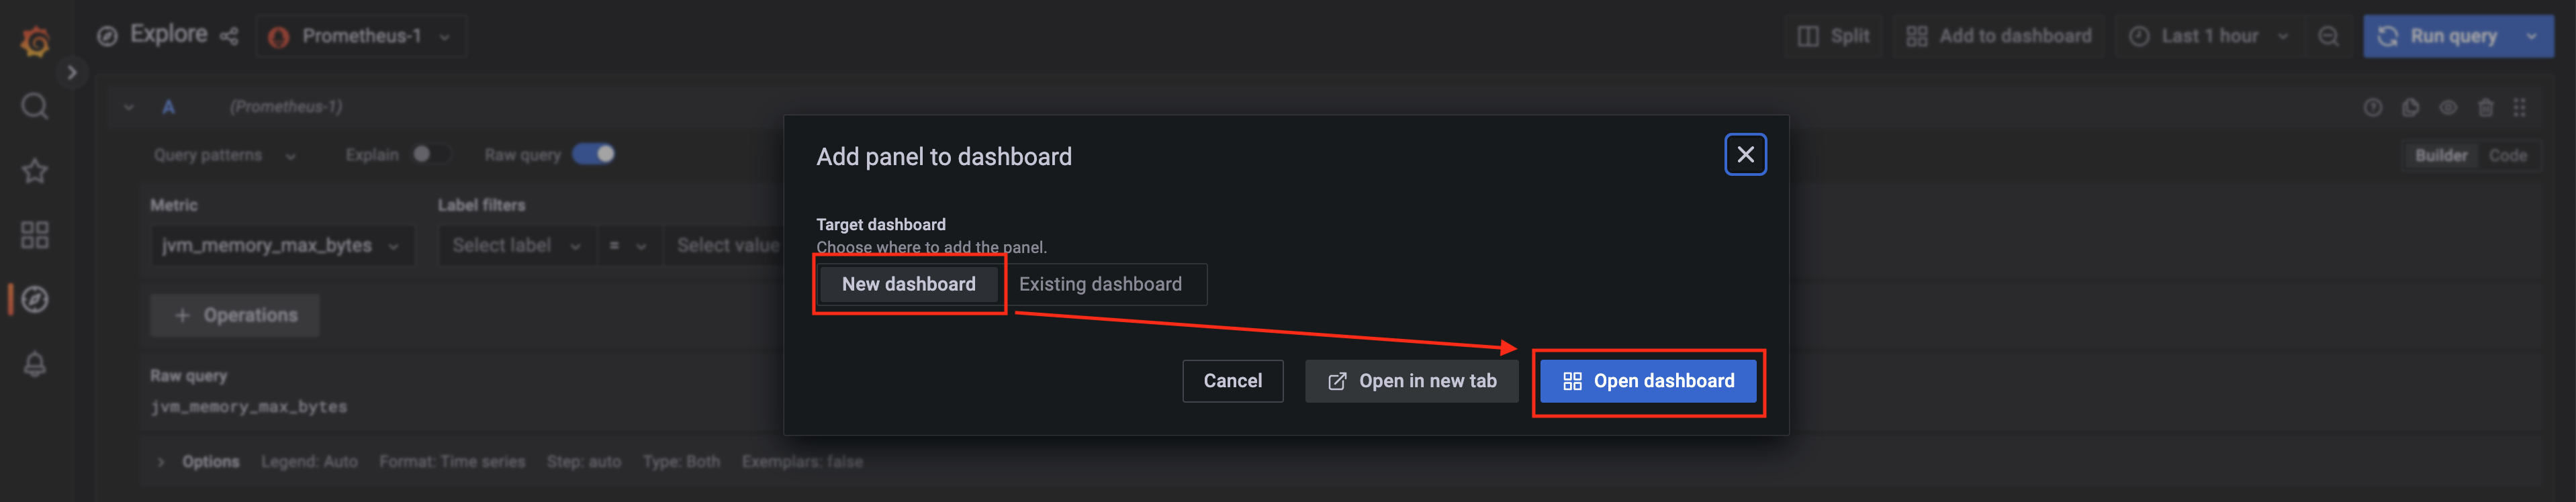 Explore Prometheus-1 Split Add to dashboard Last 1 hour Run query
A (Prometheus-1)
Query patterns Explain Raw query Builder Code
Metric Label filters
jvm_memory_max_bytes Select label = Select value
+ Operations
Raw query
jvm_memory_max_bytes
Options Legend: Auto Format: Time series Step: auto Type: Both Exemplars: false
Add panel to dashboard
Target dashboard
Choose where to add the panel.
New dashboard Existing dashboard
Cancel Open in new tab Open dashboard